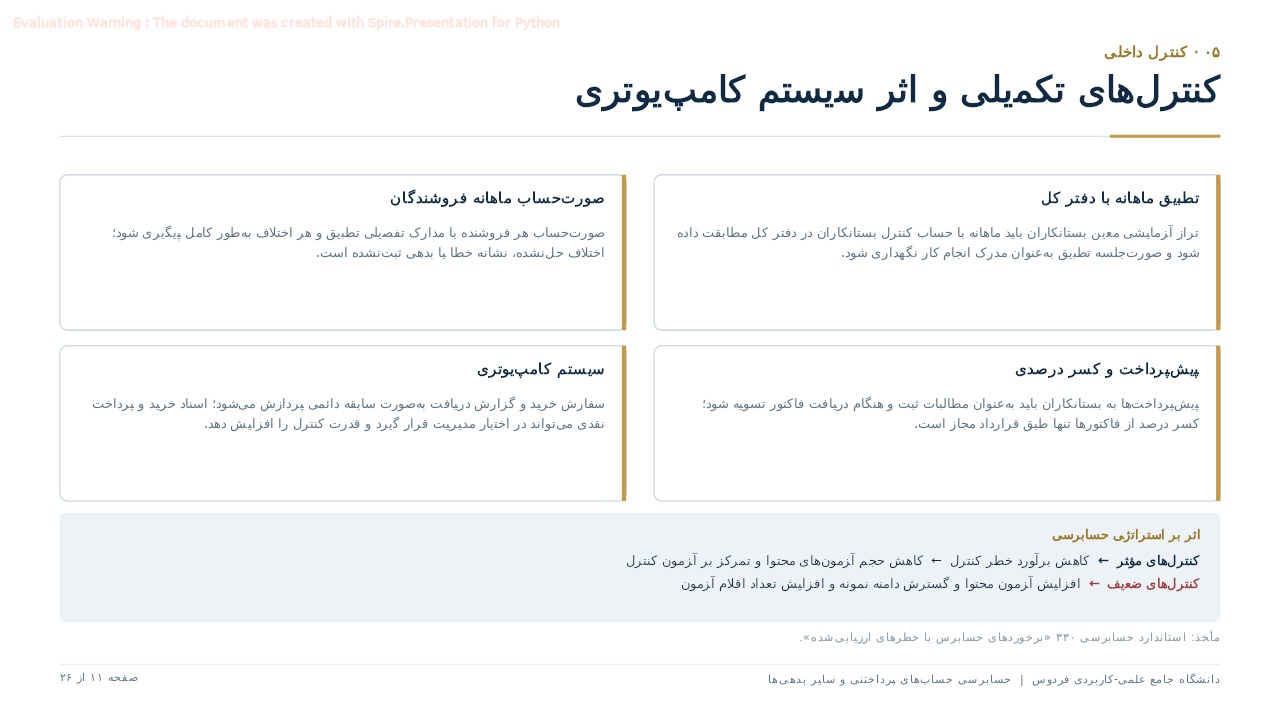 Evaluation Warning : The document was created with Spire.Presentation for Python
۰۵ · کنترل داخلی
کنترل‌های تکمیلی و اثر سیستم کامپیوتری
تطبیق ماهانه با دفتر کل
تراز آزمایشی معین بستانکاران باید ماهانه با حساب کنترل بستانکاران در دفتر کل مطابقت داده
شود و صورت‌جلسه تطبیق به‌عنوان مدرک انجام کار نگهداری شود.
صورت‌حساب ماهانه فروشندگان
صورت‌حساب هر فروشنده با مدارک تفصیلی تطبیق و هر اختلاف به‌طور کامل پیگیری شود؛
اختلاف حل‌نشده، نشانه خطا یا بدهی ثبت‌نشده است.
پیش‌پرداخت و کسر درصدی
پیش‌پرداخت‌ها به بستانکاران باید به‌عنوان مطالبات ثبت و هنگام دریافت فاکتور تسویه شود؛
کسر درصد از فاکتورها تنها طبق قرارداد مجاز است.
سیستم کامپیوتری
سفارش خرید و گزارش دریافت به‌صورت سابقه دائمی پردازش می‌شود؛ اسناد خرید و پرداخت
نقدی می‌تواند در اختیار مدیریت قرار گیرد و قدرت کنترل را افزایش دهد.
اثر بر استراتژی حسابرسی
کنترل‌های مؤثر ← کاهش برآورد خطر کنترل ← کاهش حجم آزمون‌های محتوا و تمرکز بر آزمون کنترل
کنترل‌های ضعیف ← افزایش آزمون محتوا و گسترش دامنه نمونه و افزایش تعداد اقلام آزمون
مأخذ: استاندارد حسابرسی ۳۳۰ «برخوردهای حسابرس با خطرهای ارزیابی‌شده».
دانشگاه جامع علمی-کاربردی فردوس | حسابرسی حساب‌های پرداختنی و سایر بدهی‌ها
صفحه ۱۱ از ۲۶